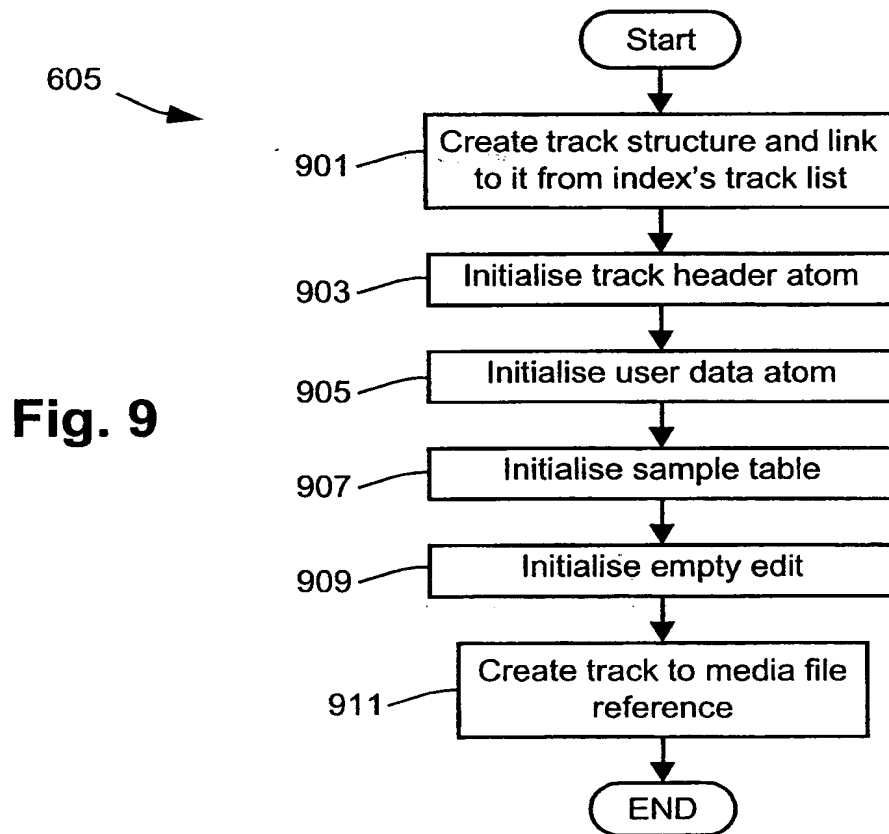 Start
605
901
Create track structure and link
to it from index's track list
903
Initialise track header atom
905
Initialise user data atom
Fig. 9
907
Initialise sample table
909
Initialise empty edit
911
Create track to media file
reference
END